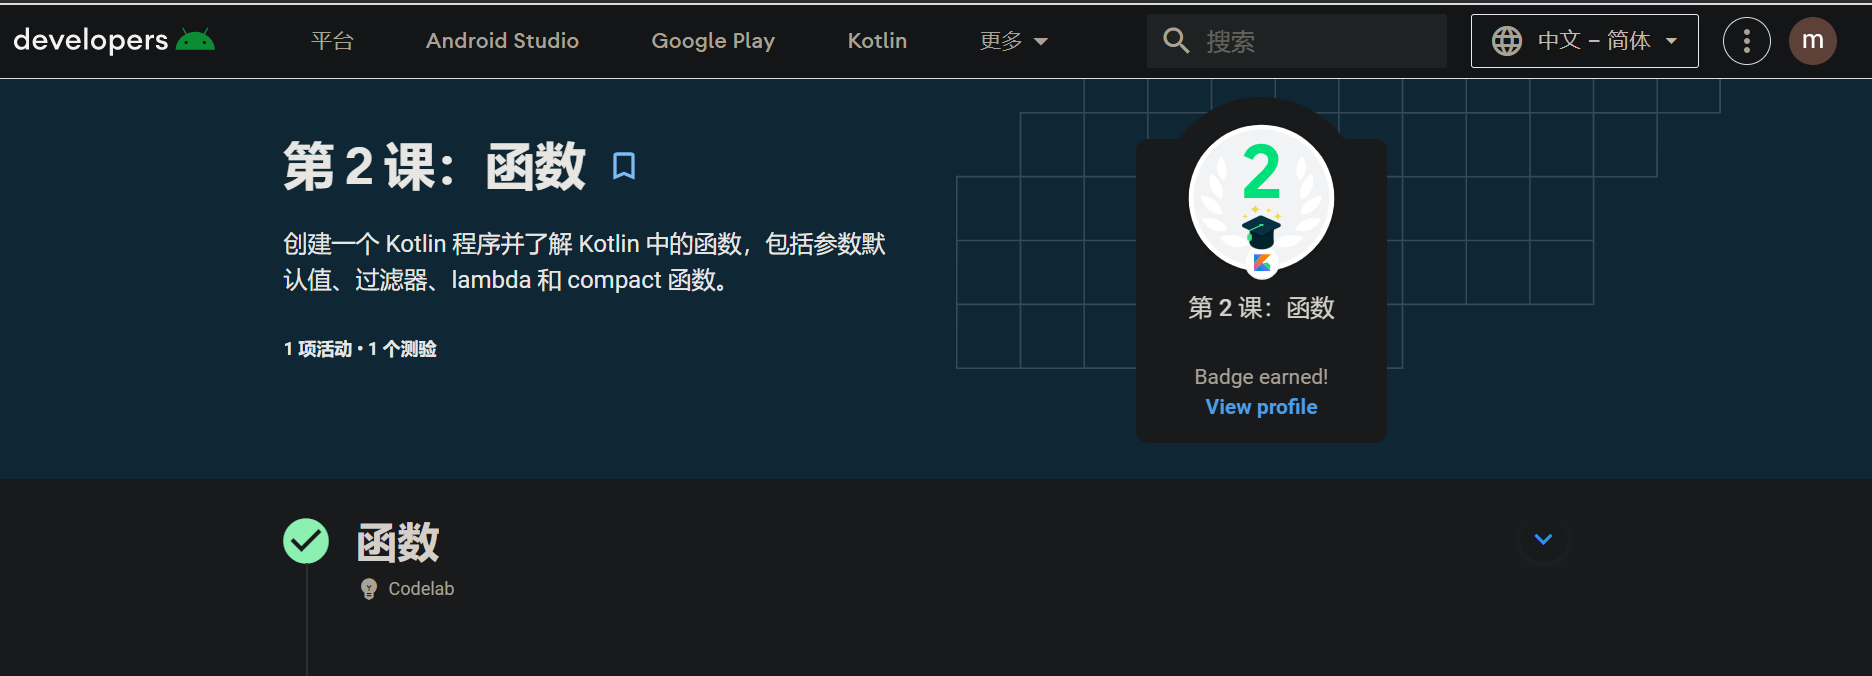 developers
平台
Android Studio
Google Play
Kotlin
更多
搜索
中文 – 简体
m
第 2 课：函数
创建一个 Kotlin 程序并了解 Kotlin 中的函数，包括参数默
认值、过滤器、lambda 和 compact 函数。
1 项活动 • 1 个测验
2
第 2 课：函数
Badge earned!
View profile
函数
Codelab